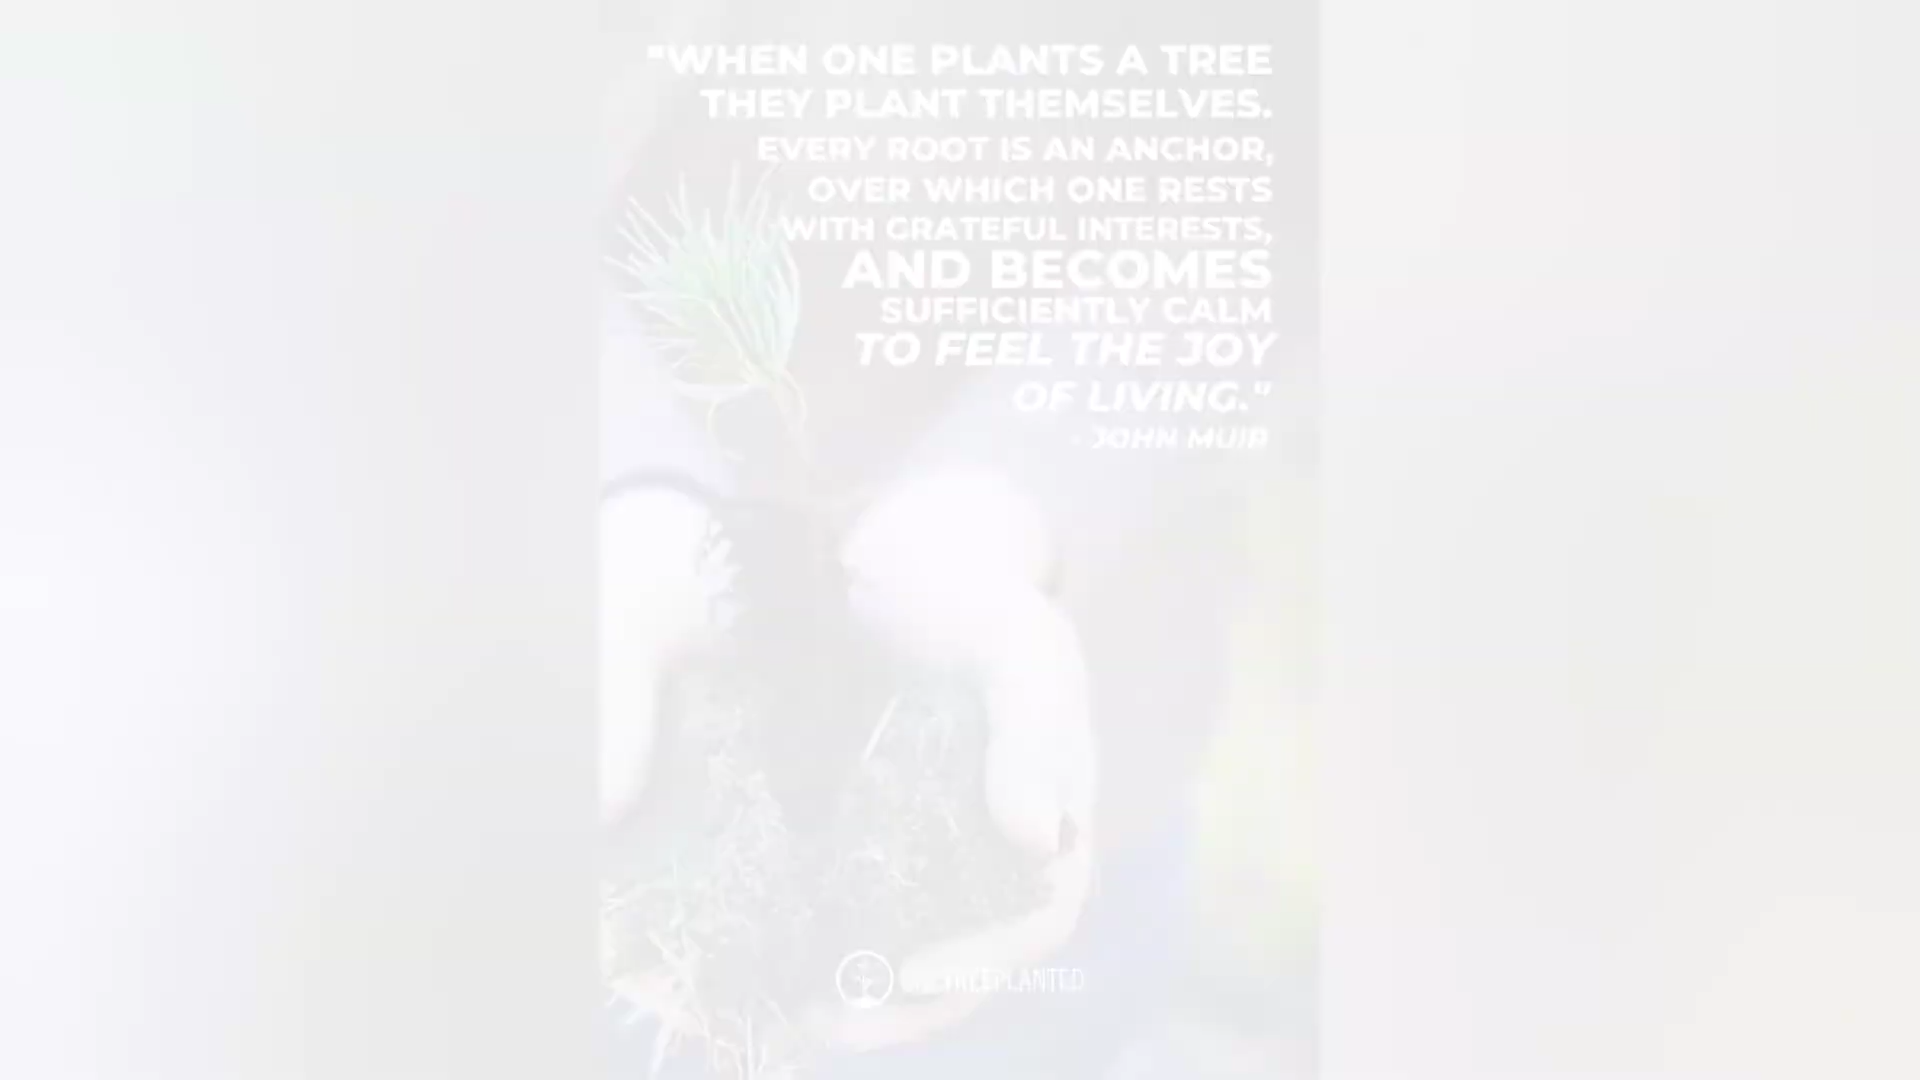 "WHEN ONE PLANTS A TREE
THEY PLANT THEMSELVES.
EVERY ROOT IS AN ANCHOR,
OVER WHICH ONE RESTS
WITH GRATEFUL INTERESTS,
AND BECOMES
SUFFICIENTLY CALM
TO FEEL THE JOY
OF LIVING."
- JOHN MUIR
ONETREEPLANTED